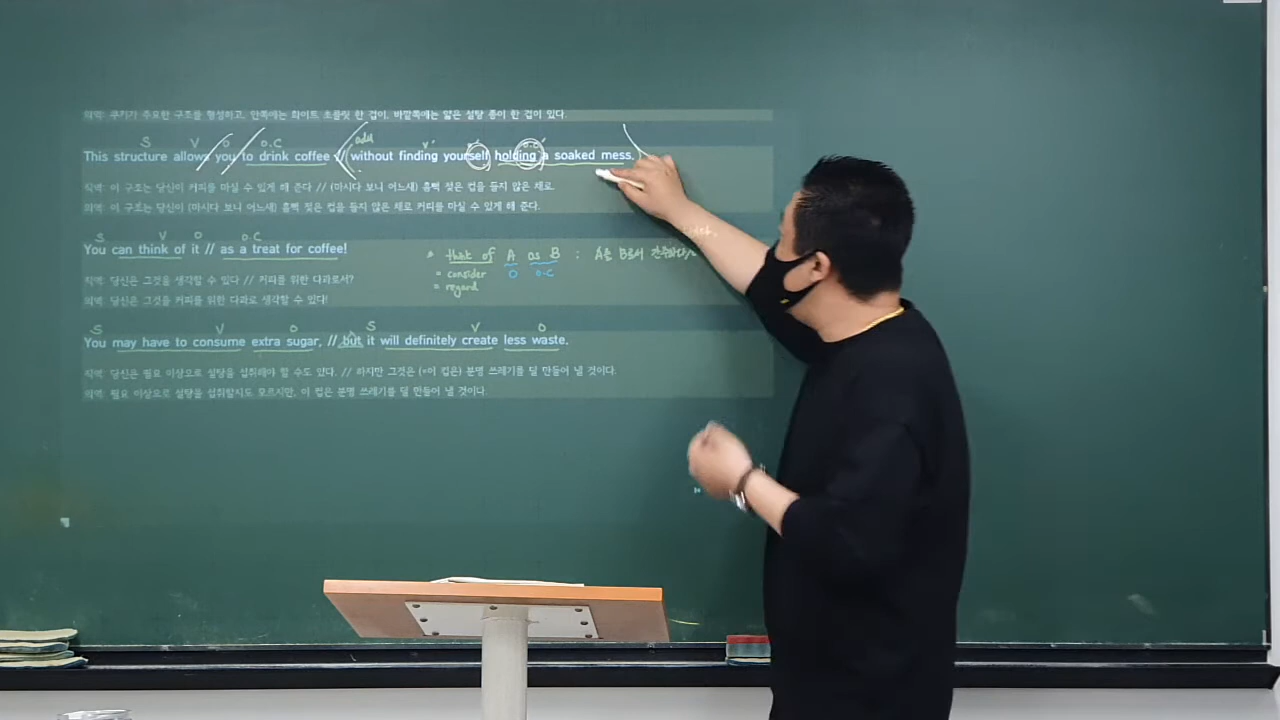 의역: 쿠키가 주요한 구조를 형성하고, 안쪽에는 화이트 초콜릿 한 겹이, 바깥쪽에는 얇은 설탕 종이 한 겹이 있다.
S V O O.C
This structure allows you to drink coffee // without finding yourself holding a soaked mess.
직역: 이 구조는 당신이 커피를 마실 수 있게 해 준다 // (마시다 보니 어느새) 흠뻑 젖은 컵을 들지 않은 채로.
의역: 이 구조는 당신이 (마시다 보니 어느새) 흠뻑 젖은 컵을 들지 않은 채로 커피를 마실 수 있게 해 준다.
S V O O.C
You can think of it // as a treat for coffee!
* think of A as B : A를 B로서 간주하다
= consider O O.C
= regard
직역: 당신은 그것을 생각할 수 있다 // 커피를 위한 다과로서?
의역: 당신은 그것을 커피를 위한 다과로 생각할 수 있다!
S V O S V O
You may have to consume extra sugar, // but it will definitely create less waste.
직역: 당신은 필요 이상으로 설탕을 섭취해야 할 수도 있다. // 하지만 그것은 (=이 컵은) 분명 쓰레기를 덜 만들어 낼 것이다.
의역: 필요 이상으로 설탕을 섭취할지도 모르지만, 이 컵은 분명 쓰레기를 덜 만들어 낼 것이다.